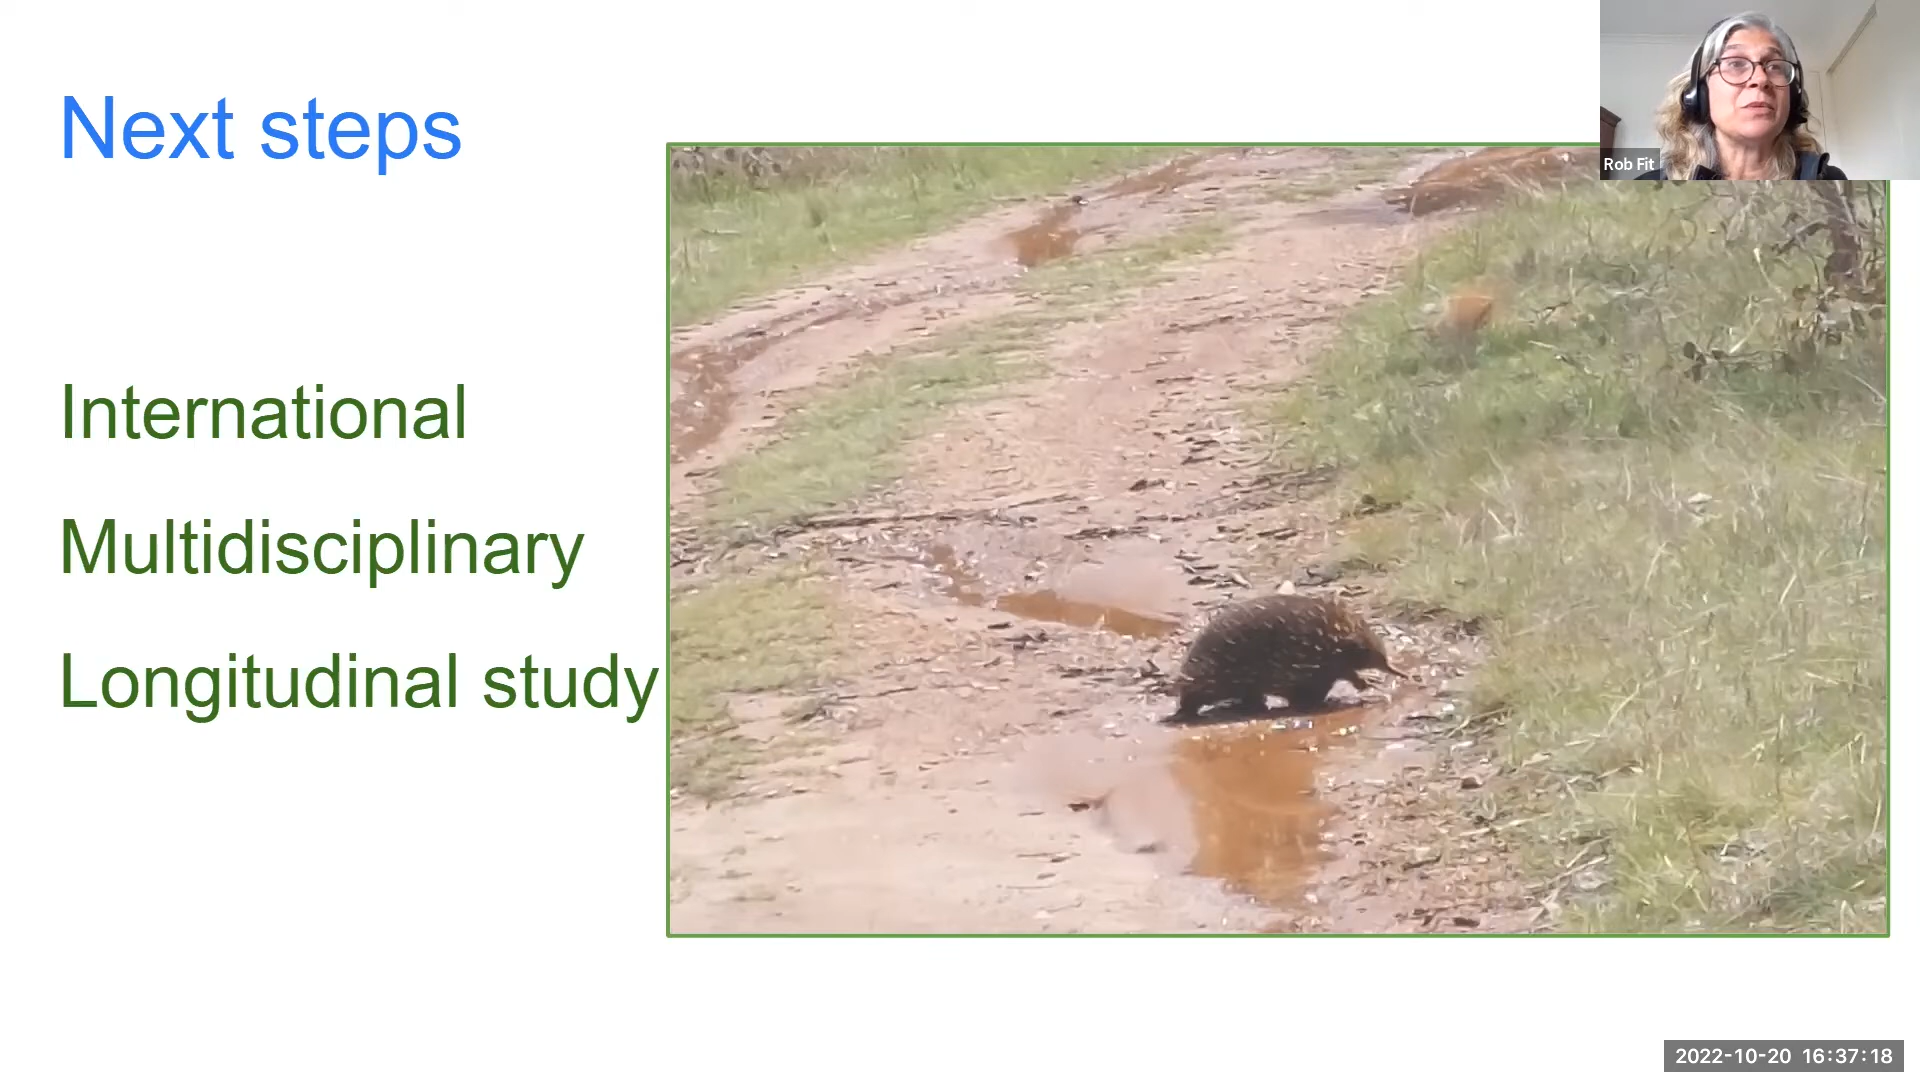 Next steps
Rob Fit
International
Multidisciplinary
Longitudinal study
2022-10-20 16:37:18